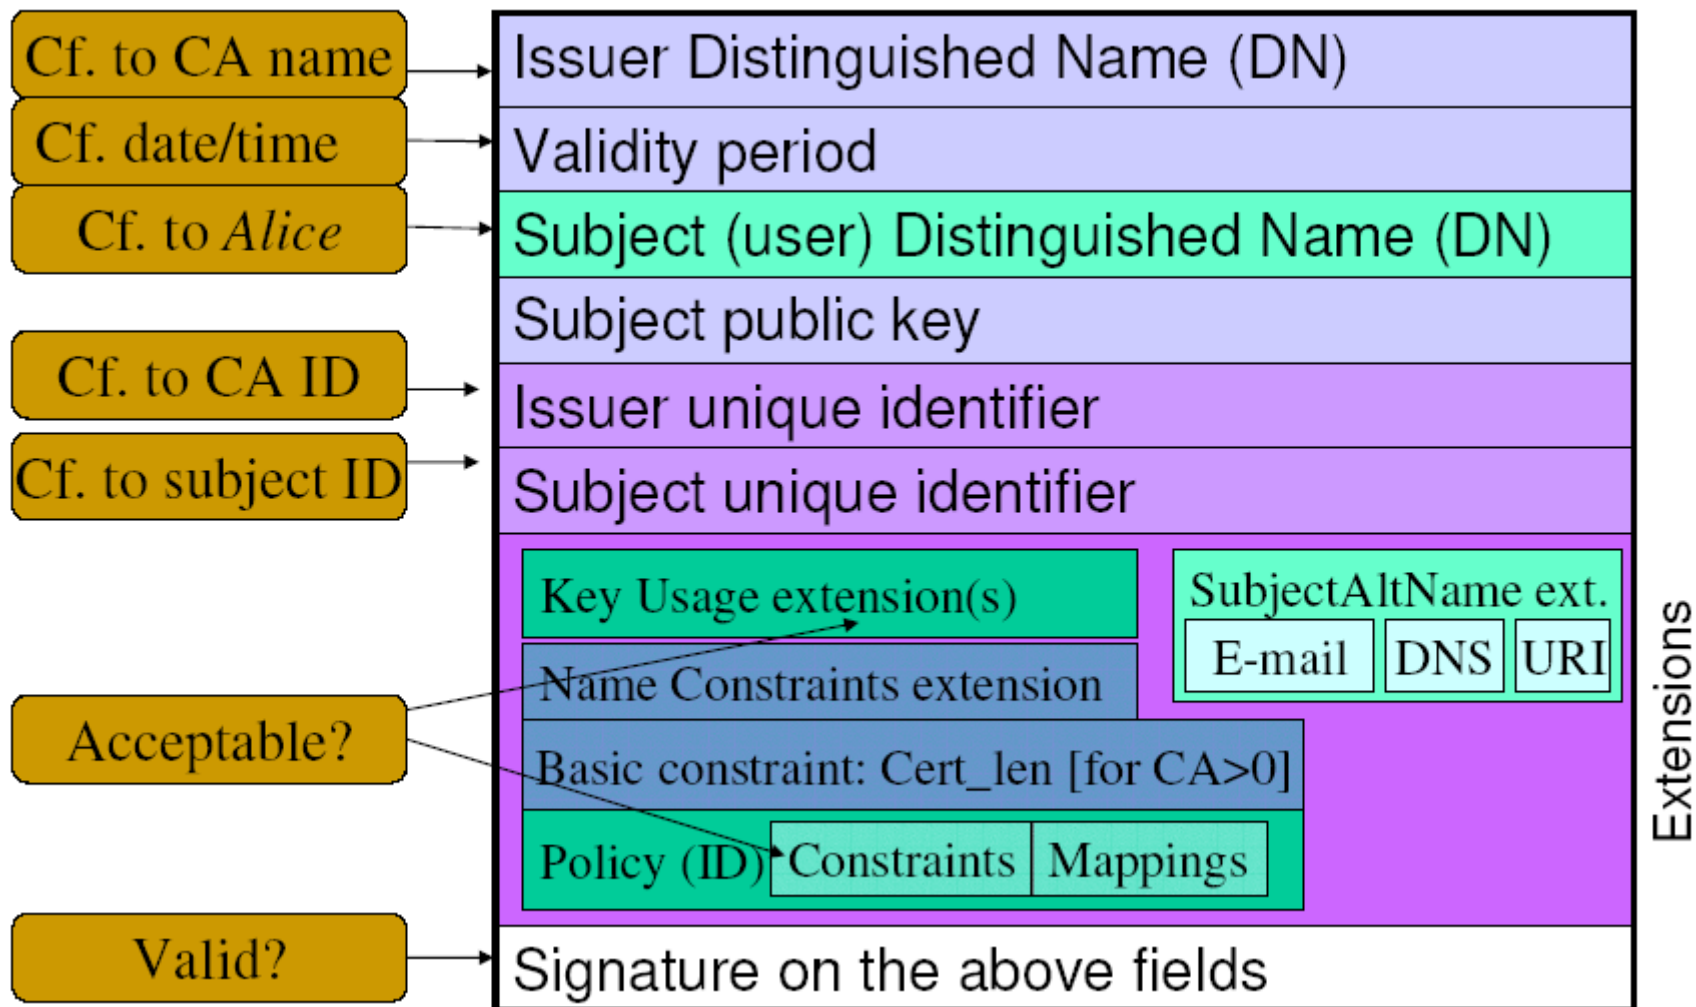 Cf. to CA name
Issuer Distinguished Name (DN)
Cf. date/time
Validity period
Cf. to Alice
Subject (user) Distinguished Name (DN)
Subject public key
Cf. to CA ID
Issuer unique identifier
Cf. to subject ID
Subject unique identifier
Key Usage extension(s)
SubjectAltName ext.
E-mail DNS URI
Name Constraints extension
Acceptable?
Basic constraint: Cert_len [for CA>0]
Policy (ID) Constraints Mappings
Extensions
Valid?
Signature on the above fields